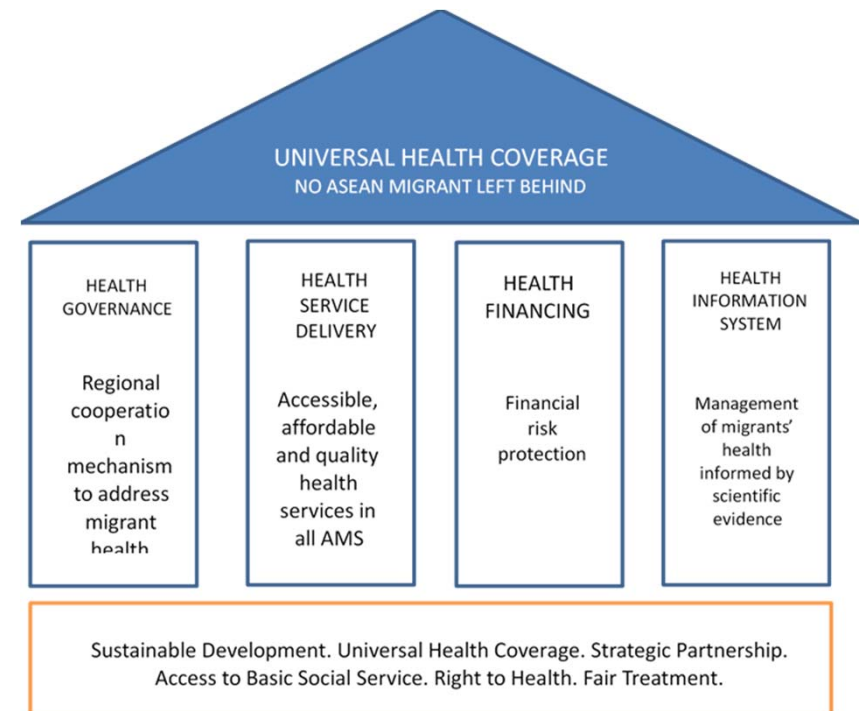 UNIVERSAL HEALTH COVERAGE
NO ASEAN MIGRANT LEFT BEHIND
HEALTH
GOVERNANCE
Regional
cooperatio
n
mechanism
to address
migrant
health
HEALTH
SERVICE
DELIVERY
Accessible,
affordable
and quality
health
services in
all AMS
HEALTH
FINANCING
Financial
risk
protection
HEALTH
INFORMATION
SYSTEM
Management
of migrants’
health
informed by
scientific
evidence
Sustainable Development. Universal Health Coverage. Strategic Partnership.
Access to Basic Social Service. Right to Health. Fair Treatment.